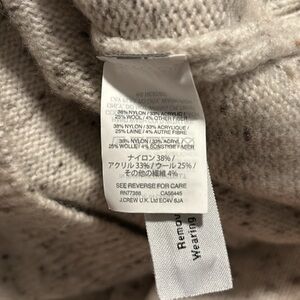 38% NYLON / 33% ACRYLIC /
25% WOOL / 4% OTHER FIBER
38% NYLON / 33% ACRYLIQUE /
25% LAINE / 4% AUTRE FIBRE
38% NYLON / 33% ACRYL /
25% WOLLE / 4% SONSTIGE FASER
ナイロン 38% /
アクリル 33% / ウール 25% /
その他の繊維 4%
SEE REVERSE FOR CARE
RN77388 CA56445
J.CREW U.K. Ltd EC4V 6JA
Remov
Wearing